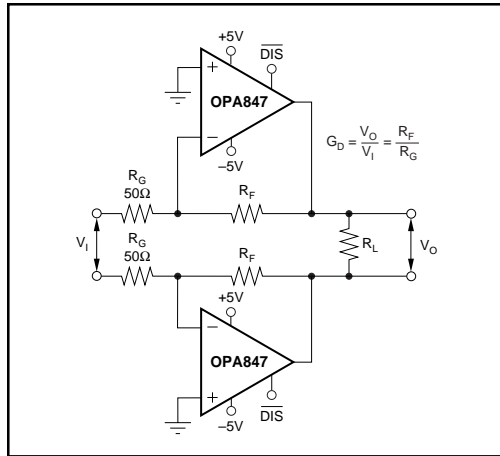 +5V
DIS
+
OPA847
–
–5V
G_D = V_O/V_I = R_F/R_G
R_G
50Ω
R_F
V_I
R_G
50Ω
R_F
R_L
V_O
+5V
–
OPA847
+
–5V
DIS